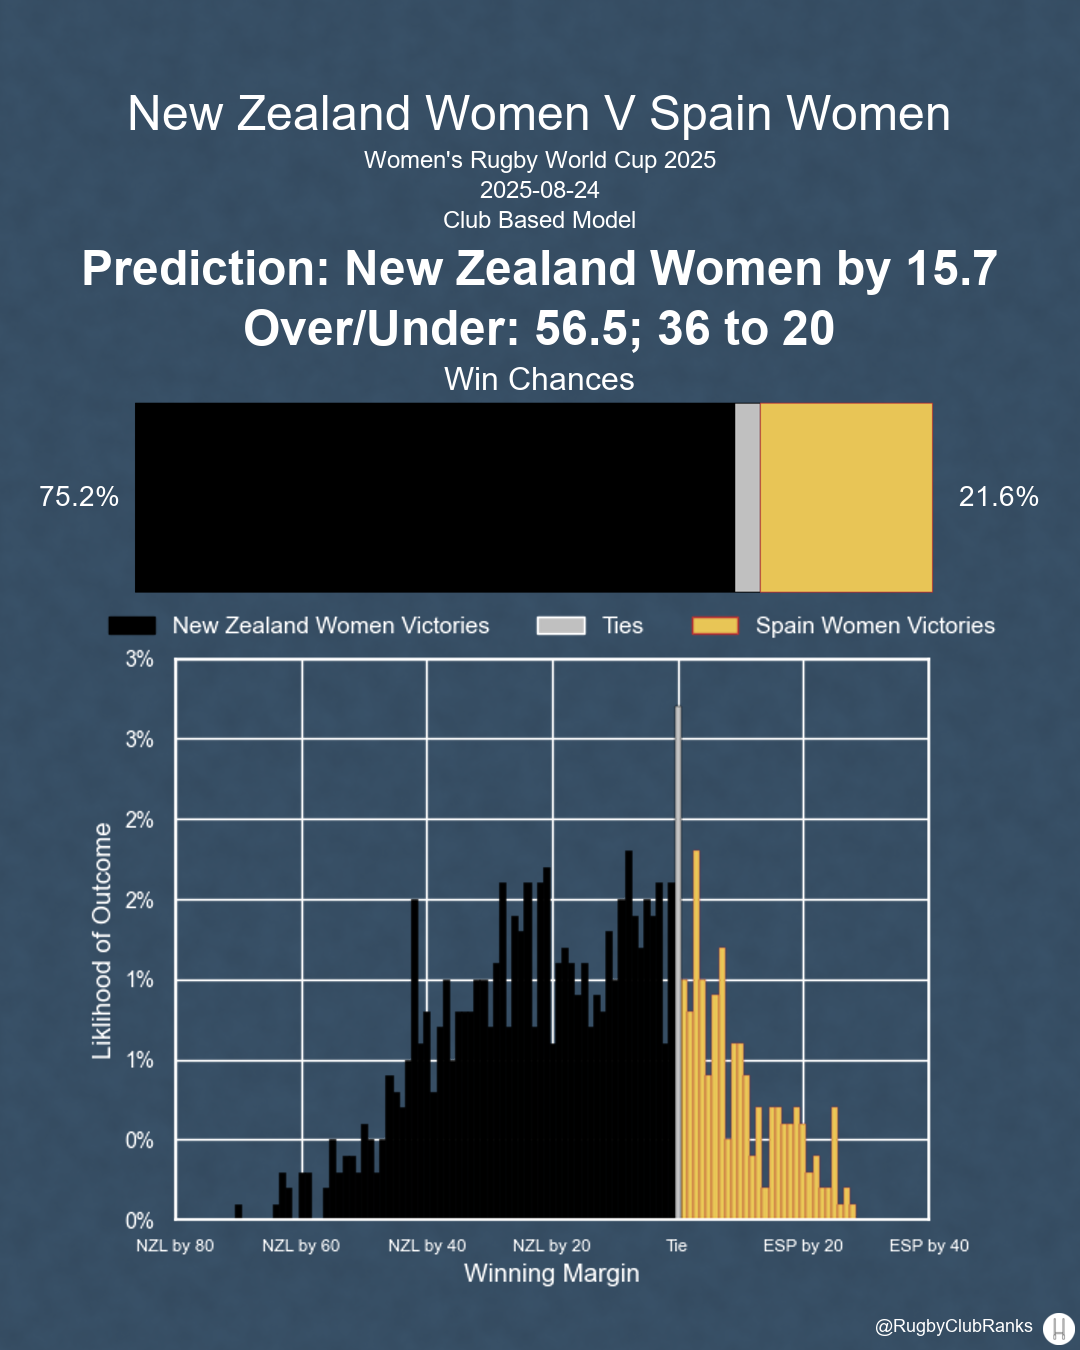 New Zealand Women V Spain Women
Women's Rugby World Cup 2025
2025-08-24
Club Based Model
Prediction: New Zealand Women by 15.7
Over/Under: 56.5; 36 to 20
Win Chances
75.2%
21.6%
New Zealand Women Victories
Ties
Spain Women Victories
3%
3%
2%
2%
1%
1%
0%
0%
Liklihood of Outcome
NZL by 80
NZL by 60
NZL by 40
NZL by 20
Tie
ESP by 20
ESP by 40
Winning Margin
@RugbyClubRanks